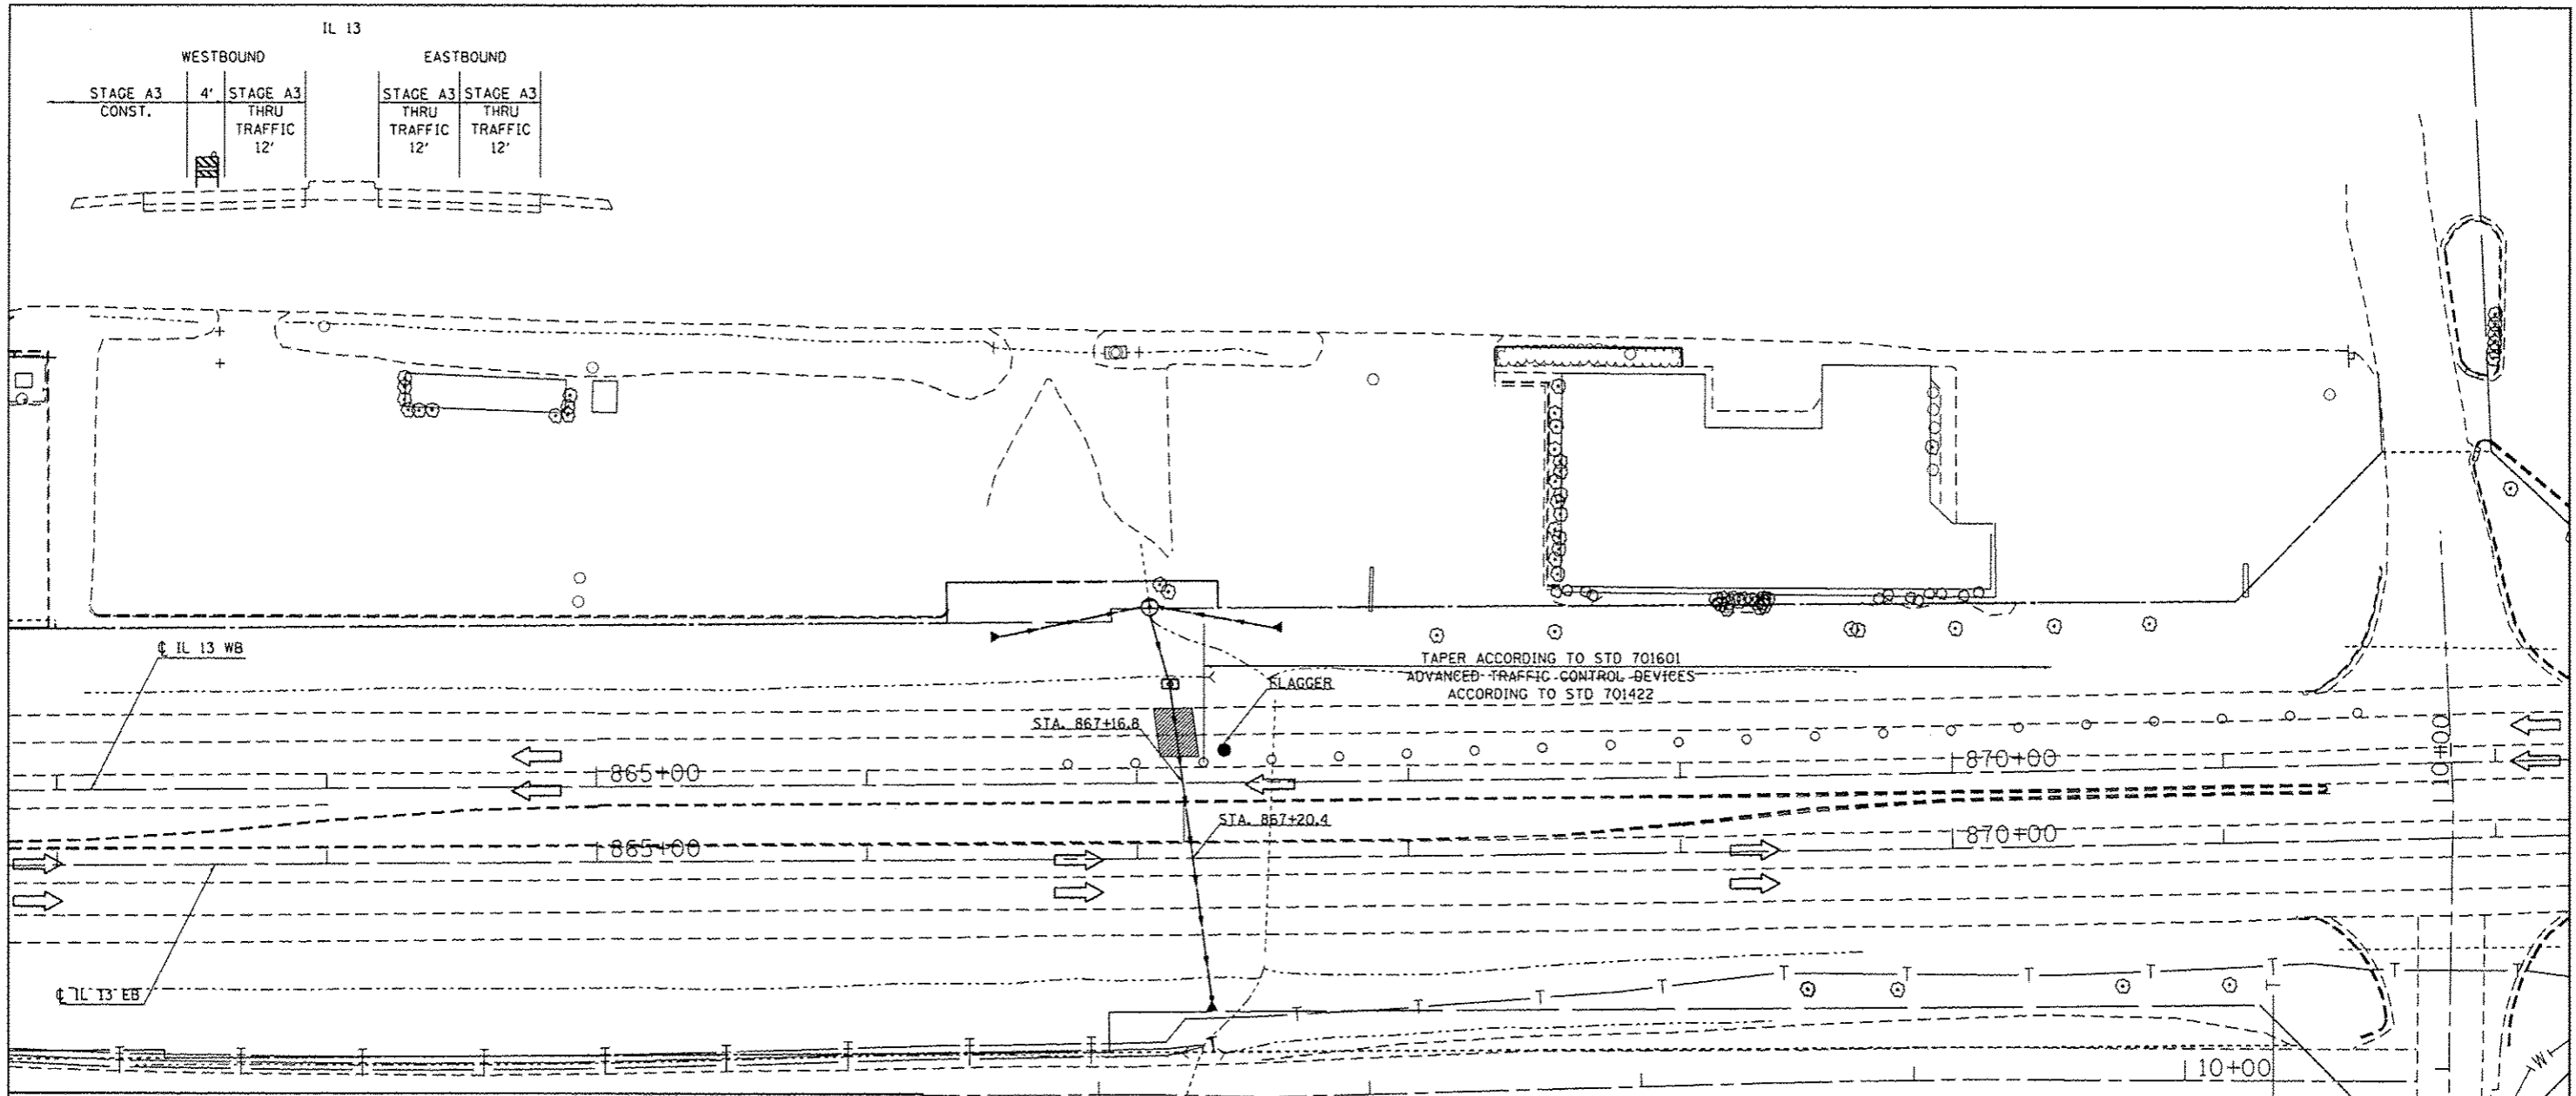 IL 13
WESTBOUND EASTBOUND
STAGE A3 4' STAGE A3 STAGE A3 STAGE A3
CONST. THRU THRU THRU
TRAFFIC TRAFFIC TRAFFIC
12' 12' 12'
℄ IL 13 WB
TAPER ACCORDING TO STD 701601
ADVANCED TRAFFIC CONTROL DEVICES
ACCORDING TO STD 701422
FLAGGER
STA. 867+16.8
865+00
870+00
10+00
STA. 867+20.4
865+00
870+00
℄ IL 13 EB
T T T T T T T T T T
T T T T T T T T T T
10+00
W